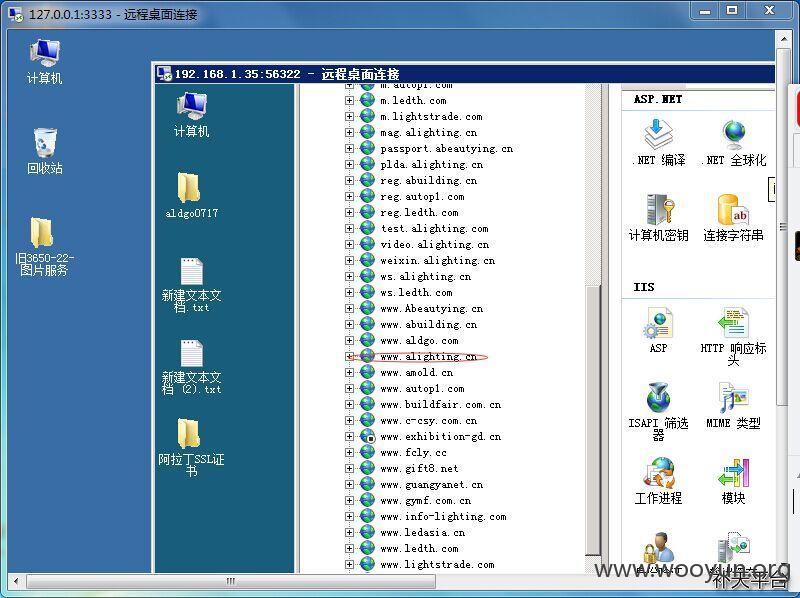 127.0.0.1:3333 - 远程桌面连接
计算机
回收站
旧3650-22-
图片服务
192.168.1.35:56322 - 远程桌面连接
计算机
aldgo0717
新建文本文
档.txt
新建文本文
档 (2).txt
阿拉丁SSL证
书
m.autop1.com
m.ledth.com
m.lightstrade.com
mag.alighting.cn
passport.abeautying.cn
plda.alighting.cn
reg.abuilding.cn
reg.autop1.com
reg.ledth.com
test.alighting.com
video.alighting.cn
weixin.alighting.cn
ws.alighting.cn
ws.ledth.com
www.Abeautying.cn
www.abuilding.cn
www.aldgo.com
www.alighting.cn
www.amold.cn
www.autop1.com
www.buildfair.com.cn
www.c-csy.com.cn
www.exhibition-gd.cn
www.fcly.cc
www.gift8.net
www.guangyanet.cn
www.gymf.com.cn
www.info-lighting.com
www.ledasia.cn
www.ledth.com
www.lightstrade.com
ASP.NET
.NET 编译
.NET 全球化
计算机密钥
连接字符串
IIS
ASP
HTTP 响应标
头
ISAPI 筛选
器
MIME 类型
工作进程
模块
www.wooyun.org
补天平台